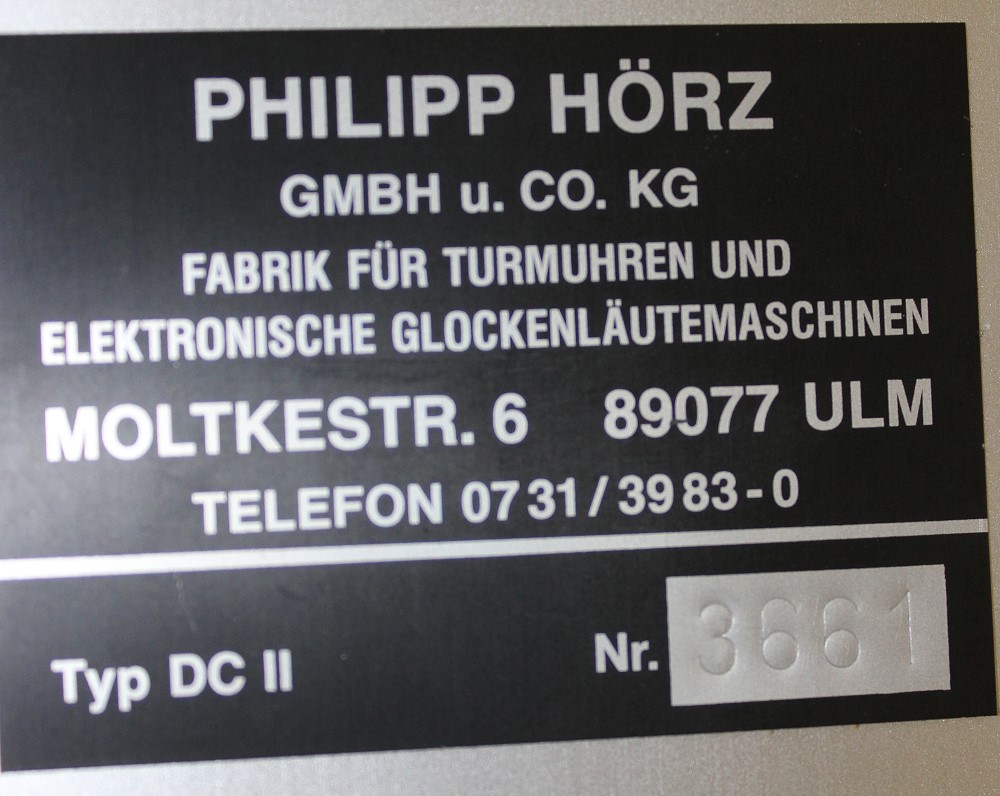 PHILIPP HÖRZ
GMBH u. CO. KG
FABRIK FÜR TURMUHREN UND
ELEKTRONISCHE GLOCKENLÄUTEMASCHINEN
MOLTKESTR. 6 89077 ULM
TELEFON 0731/3983-0
Typ DC II Nr. 3661